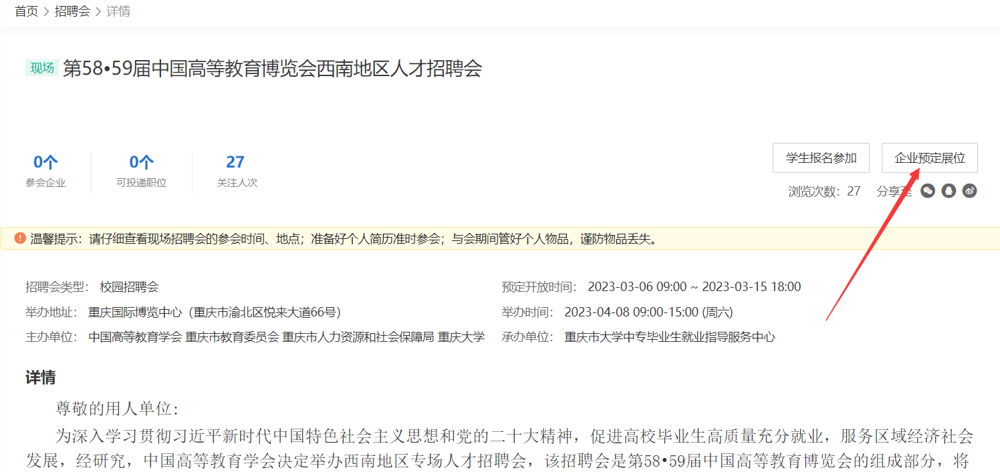 首页 > 招聘会 > 详情
现场 第58•59届中国高等教育博览会西南地区人才招聘会
0个 0个 27
参会企业 可投递职位 关注人次
学生报名参加 企业预定展位
浏览次数：27 分享至
温馨提示：请仔细查看现场招聘会的参会时间、地点；准备好个人简历准时参会；与会期间管好个人物品，谨防物品丢失。
招聘会类型： 校园招聘会 预定开放时间： 2023-03-06 09:00 ~ 2023-03-15 18:00
举办地址： 重庆国际博览中心（重庆市渝北区悦来大道66号） 举办时间： 2023-04-08 09:00-15:00 (周六)
主办单位： 中国高等教育学会 重庆市教育委员会 重庆市人力资源和社会保障局 重庆大学 承办单位： 重庆市大学中专毕业生就业指导服务中心
详情
尊敬的用人单位：
为深入学习贯彻习近平新时代中国特色社会主义思想和党的二十大精神，促进高校毕业生高质量充分就业，服务区域经济社会
发展，经研究，中国高等教育学会决定举办西南地区专场人才招聘会，该招聘会是第58•59届中国高等教育博览会的组成部分，将